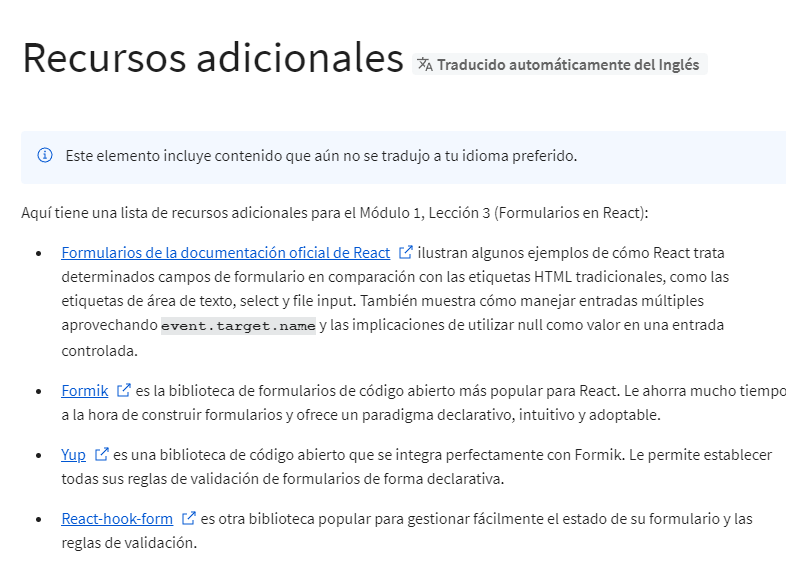 Recursos adicionales Traducido automáticamente del Inglés
Este elemento incluye contenido que aún no se tradujo a tu idioma preferido.
Aquí tiene una lista de recursos adicionales para el Módulo 1, Lección 3 (Formularios en React):
Formularios de la documentación oficial de React ilustran algunos ejemplos de cómo React trata
determinados campos de formulario en comparación con las etiquetas HTML tradicionales, como las
etiquetas de área de texto, select y file input. También muestra cómo manejar entradas múltiples
aprovechando event.target.name y las implicaciones de utilizar null como valor en una entrada
controlada.
Formik es la biblioteca de formularios de código abierto más popular para React. Le ahorra mucho tiempo
a la hora de construir formularios y ofrece un paradigma declarativo, intuitivo y adoptable.
Yup es una biblioteca de código abierto que se integra perfectamente con Formik. Le permite establecer
todas sus reglas de validación de formularios de forma declarativa.
React-hook-form es otra biblioteca popular para gestionar fácilmente el estado de su formulario y las
reglas de validación.